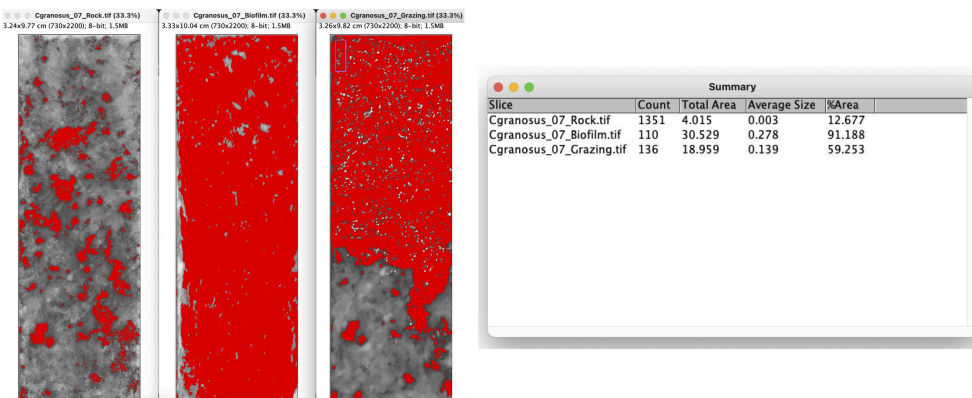 Cgranosus_07_Rock.tif (33.3%)
3.24x9.77 cm (730x2200); 8-bit; 1.5MB
Cgranosus_07_Biofilm.tif (33.3%)
3.33x10.04 cm (730x2200); 8-bit; 1.5MB
Cgranosus_07_Grazing.tif (33.3%)
3.26x9.82 cm (730x2200); 8-bit; 1.5MB
Summary
Slice Count Total Area Average Size %Area
Cgranosus_07_Rock.tif 1351 4.015 0.003 12.677
Cgranosus_07_Biofilm.tif 110 30.529 0.278 91.188
Cgranosus_07_Grazing.tif 136 18.959 0.139 59.253